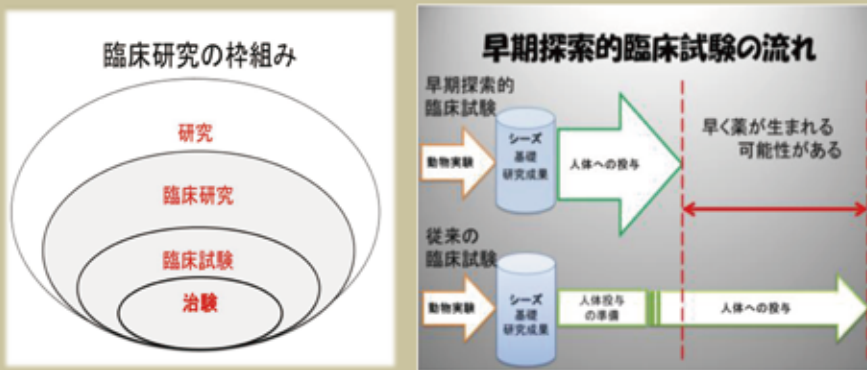 臨床研究の枠組み
研究
臨床研究
臨床試験
治験
早期探索的臨床試験の流れ
早期探索的
臨床試験
動物実験
シーズ
基礎
研究成果
人体への投与
早く薬が生まれる
可能性がある
従来の
臨床試験
動物実験
シーズ
基礎
研究成果
人体投与
の準備
人体への投与